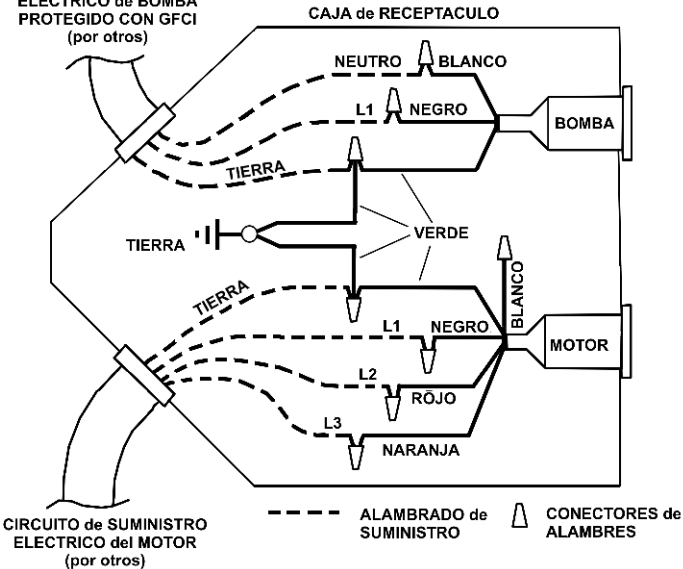 ELECTRICO de BOMBA
PROTEGIDO CON GFCI
(por otros)
CAJA de RECEPTACULO
NEUTRO
BLANCO
L1
NEGRO
BOMBA
TIERRA
TIERRA
VERDE
TIERRA
BLANCO
L1
NEGRO
MOTOR
L2
RŌJO
L3
NARANJA
CIRCUITO de SUMINISTRO
ELECTRICO del MOTOR
(por otros)
ALAMBRADO de
SUMINISTRO
CONECTORES de
ALAMBRES